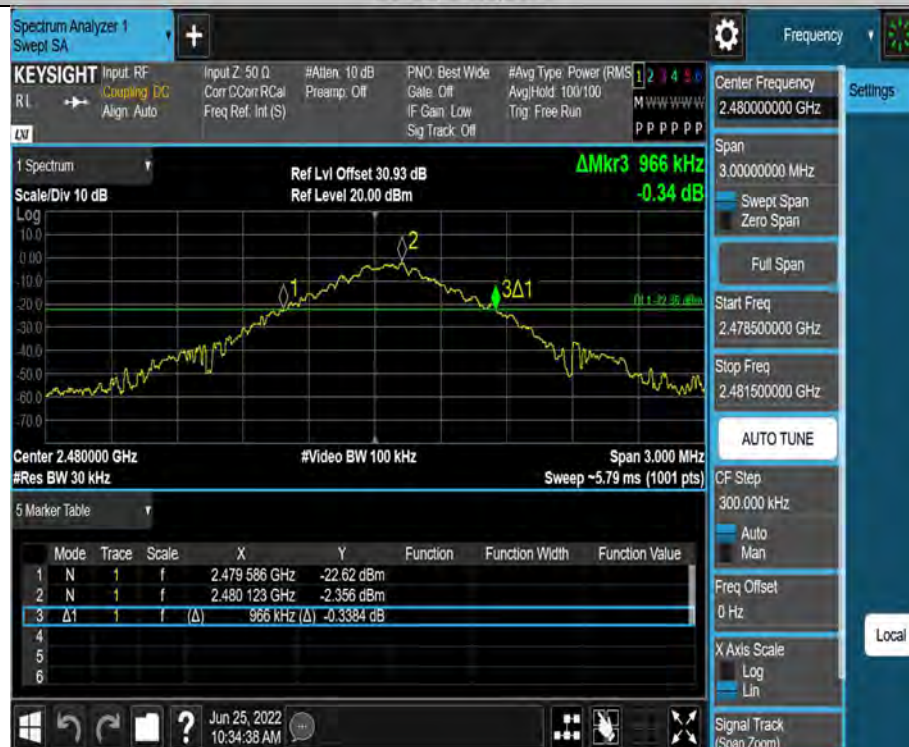 Spectrum Analyzer 1
Swept SA
Frequency
Settings
KEYSIGHT Input: RF
Coupling: DC
Align: Auto
RL
LXI
Input Z: 50 Ω
Corr CCorr RCal
Freq Ref: Int (S)
#Atten: 10 dB
Preamp: Off
PNO: Best Wide
Gate: Off
IF Gain: Low
Sig Track: Off
#Avg Type: Power (RMS
Avg|Hold: 100/100
Trig: Free Run
1 2 3 4 5 6
M W W W W W
P P P P P P
1 Spectrum
Scale/Div 10 dB
Ref Lvl Offset 30.93 dB
Ref Level 20.00 dBm
ΔMkr3 966 kHz
-0.34 dB
Log
10.0
0.00
-10.0
-20.0
-30.0
-40.0
-50.0
-60.0
-70.0
1
2
3Δ1
Center 2.480000 GHz
#Res BW 30 kHz
#Video BW 100 kHz
Span 3.000 MHz
Sweep ~5.79 ms (1001 pts)
5 Marker Table
Mode Trace Scale X Y Function Function Width Function Value
1 N 1 f 2.479 586 GHz -22.62 dBm
2 N 1 f 2.480 123 GHz -2.356 dBm
3 Δ1 1 f (Δ) 966 kHz (Δ) -0.3384 dB
4
5
6
Jun 25, 2022
10:34:38 AM
Center Frequency
2.480000000 GHz
Span
3.00000000 MHz
Swept Span
Zero Span
Full Span
Start Freq
2.478500000 GHz
Stop Freq
2.481500000 GHz
AUTO TUNE
CF Step
300.000 kHz
Auto
Man
Freq Offset
0 Hz
X Axis Scale
Log
Lin
Signal Track
(Span Zoom)
Local